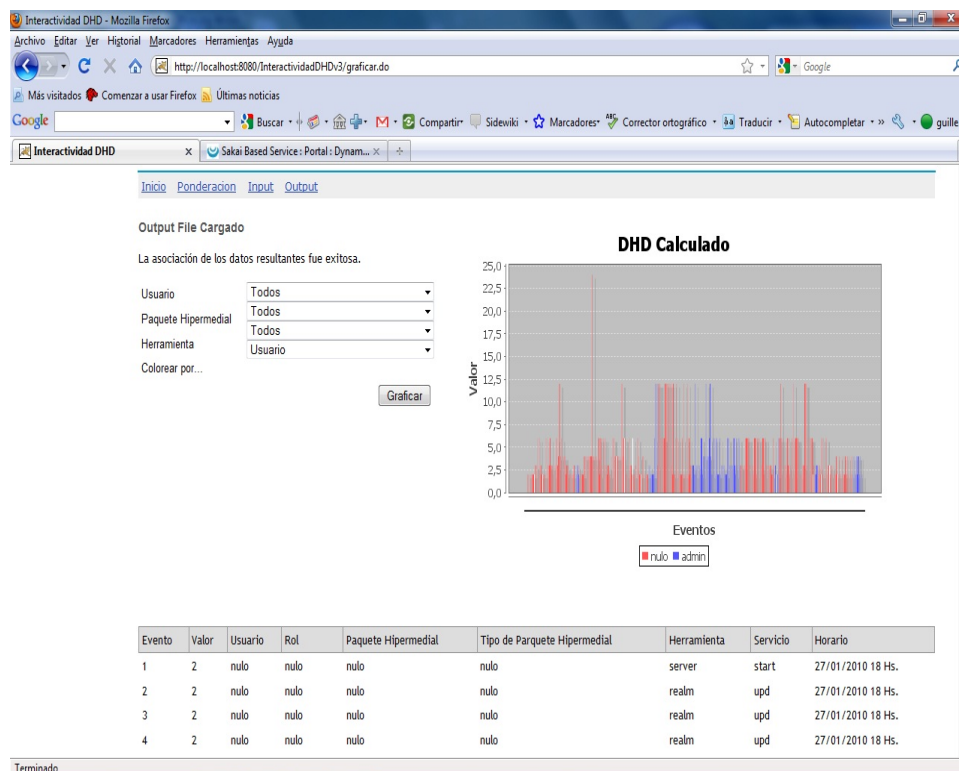 Interactividad DHD - Mozilla Firefox
Archivo Editar Ver Historial Marcadores Herramientas Ayuda
http://localhost:8080/InteractividadDHDv3/graficar.do
Google
Más visitados Comenzar a usar Firefox Últimas noticias
Google Buscar Compartir Sidewiki Marcadores ABC Corrector ortográfico aあ Traducir Autocompletar » guille
Interactividad DHD x Sakai Based Service : Portal : Dynam... x
Inicio Ponderacion Input Output
Output File Cargado
La asociación de los datos resultantes fue exitosa.
Usuario Todos
Paquete Hipermedial Todos
Herramienta Todos
Colorear por... Usuario
Graficar
DHD Calculado
Valor
25,0
22,5
20,0
17,5
15,0
12,5
10,0
7,5
5,0
2,5
0,0
Eventos
nulo admin
Evento Valor Usuario Rol Paquete Hipermedial Tipo de Parquete Hipermedial Herramienta Servicio Horario
1 2 nulo nulo nulo nulo server start 27/01/2010 18 Hs.
2 2 nulo nulo nulo nulo realm upd 27/01/2010 18 Hs.
3 2 nulo nulo nulo nulo realm upd 27/01/2010 18 Hs.
4 2 nulo nulo nulo nulo realm upd 27/01/2010 18 Hs.
Terminado